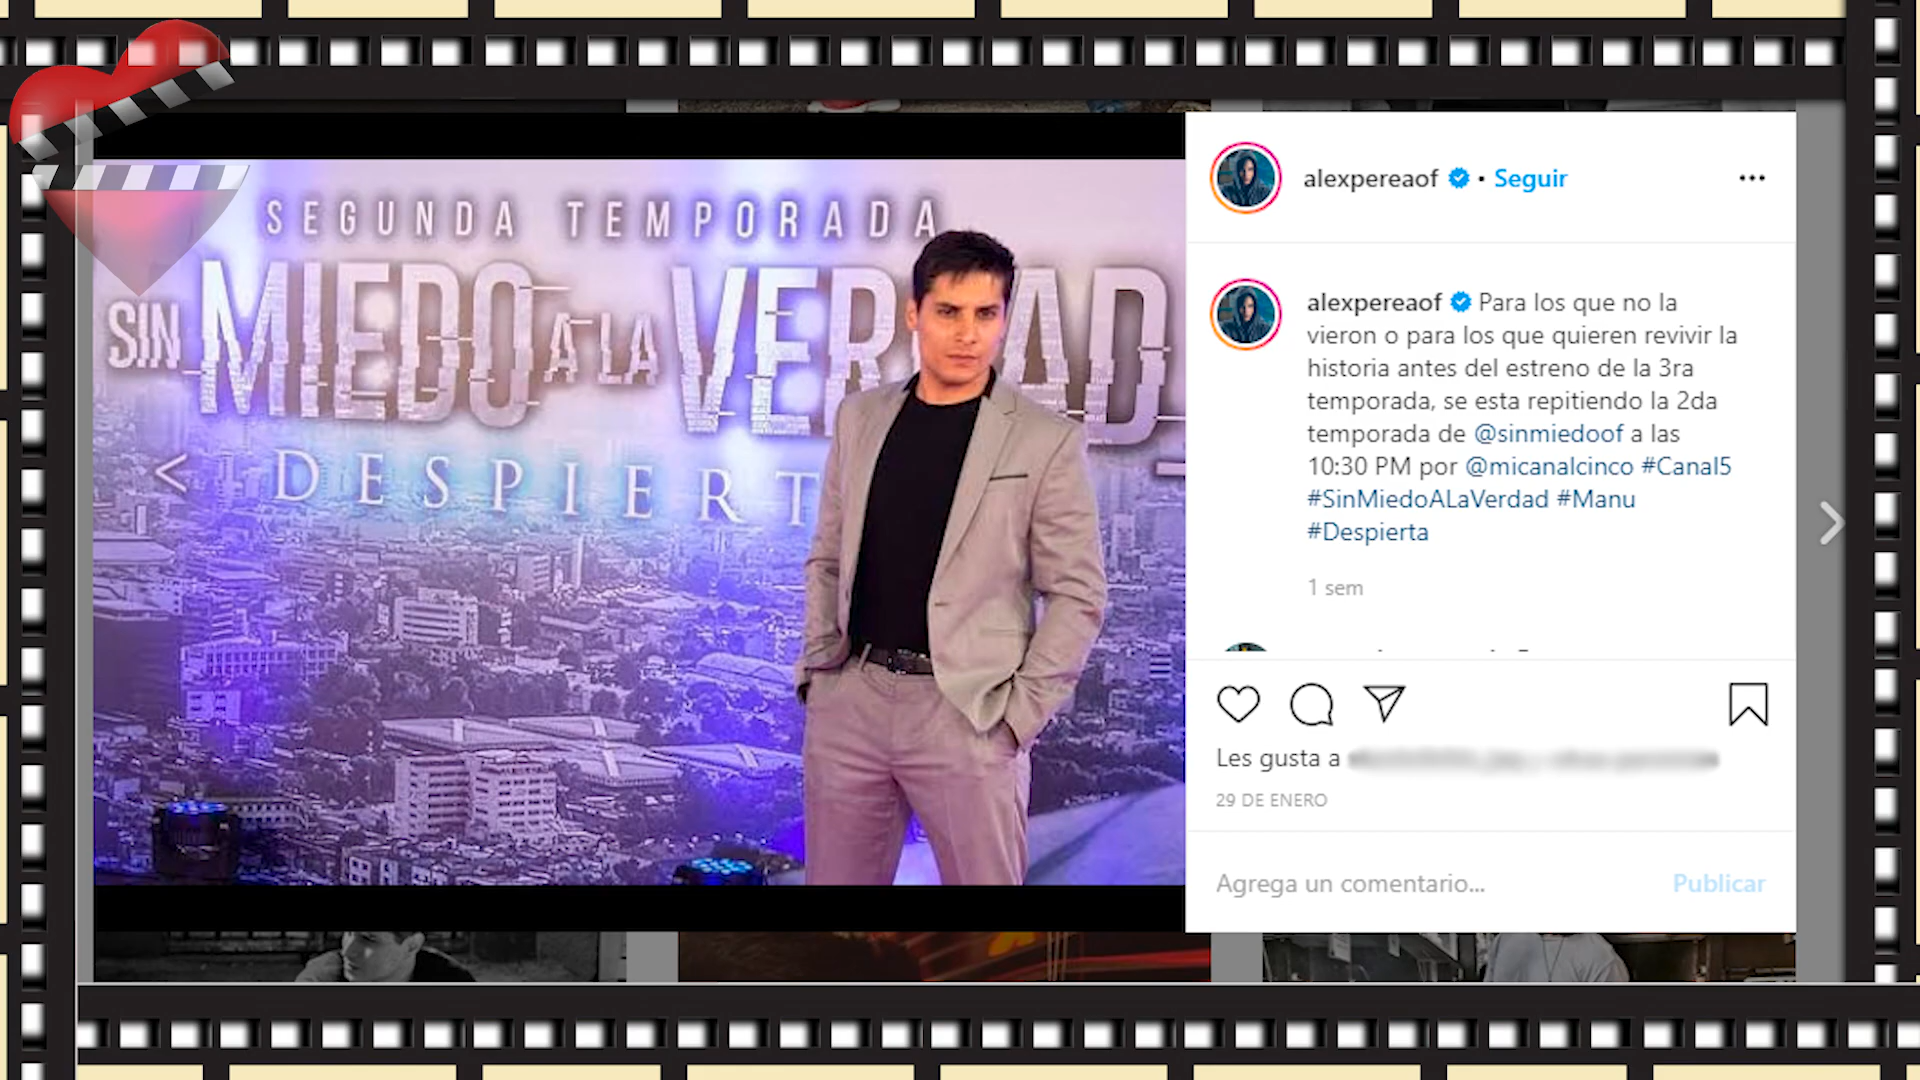 SEGUNDA TEMPORADA
SIN MIEDO A LA VERDAD
< DESPIERT
alexpereaof • Seguir
alexpereaof Para los que no la
vieron o para los que quieren revivir la
historia antes del estreno de la 3ra
temporada, se esta repitiendo la 2da
temporada de @sinmiedoof a las
10:30 PM por @micanalcinco #Canal5
#SinMiedoALaVerdad #Manu
#Despierta
1 sem
Les gusta a
29 DE ENERO
Agrega un comentario... Publicar